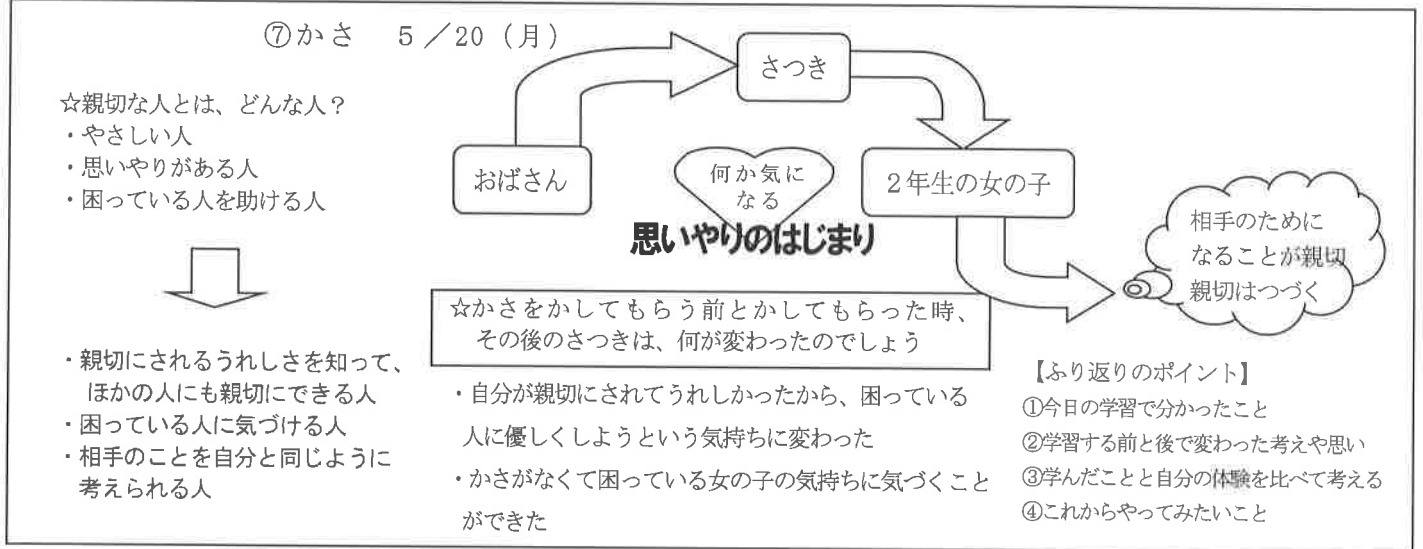 ⑦かさ 5/20（月）
☆親切な人とは、どんな人？
・やさしい人
・思いやりがある人
・困っている人を助ける人
・親切にされるうれしさを知って、
ほかの人にも親切にできる人
・困っている人に気づける人
・相手のことを自分と同じように
考えられる人
おばさん
さつき
2年生の女の子
何か気に
なる
思いやりのはじまり
相手のために
なることが親切
親切はつづく
☆かさをかしてもらう前とかしてもらった時、
その後のさつきは、何が変わったのでしょう
・自分が親切にされてうれしかったから、困っている
人に優しくしようという気持ちに変わった
・かさがなくて困っている女の子の気持ちに気づくこと
ができた
【ふり返りのポイント】
①今日の学習で分かったこと
②学習する前と後で変わった考えや思い
③学んだことと自分の体験を比べて考える
④これからやってみたいこと